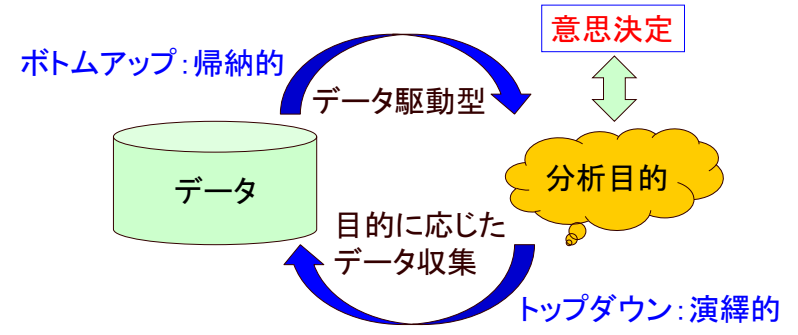 意思決定
ボトムアップ：帰納的
データ駆動型
データ
分析目的
目的に応じた
データ収集
トップダウン：演繹的